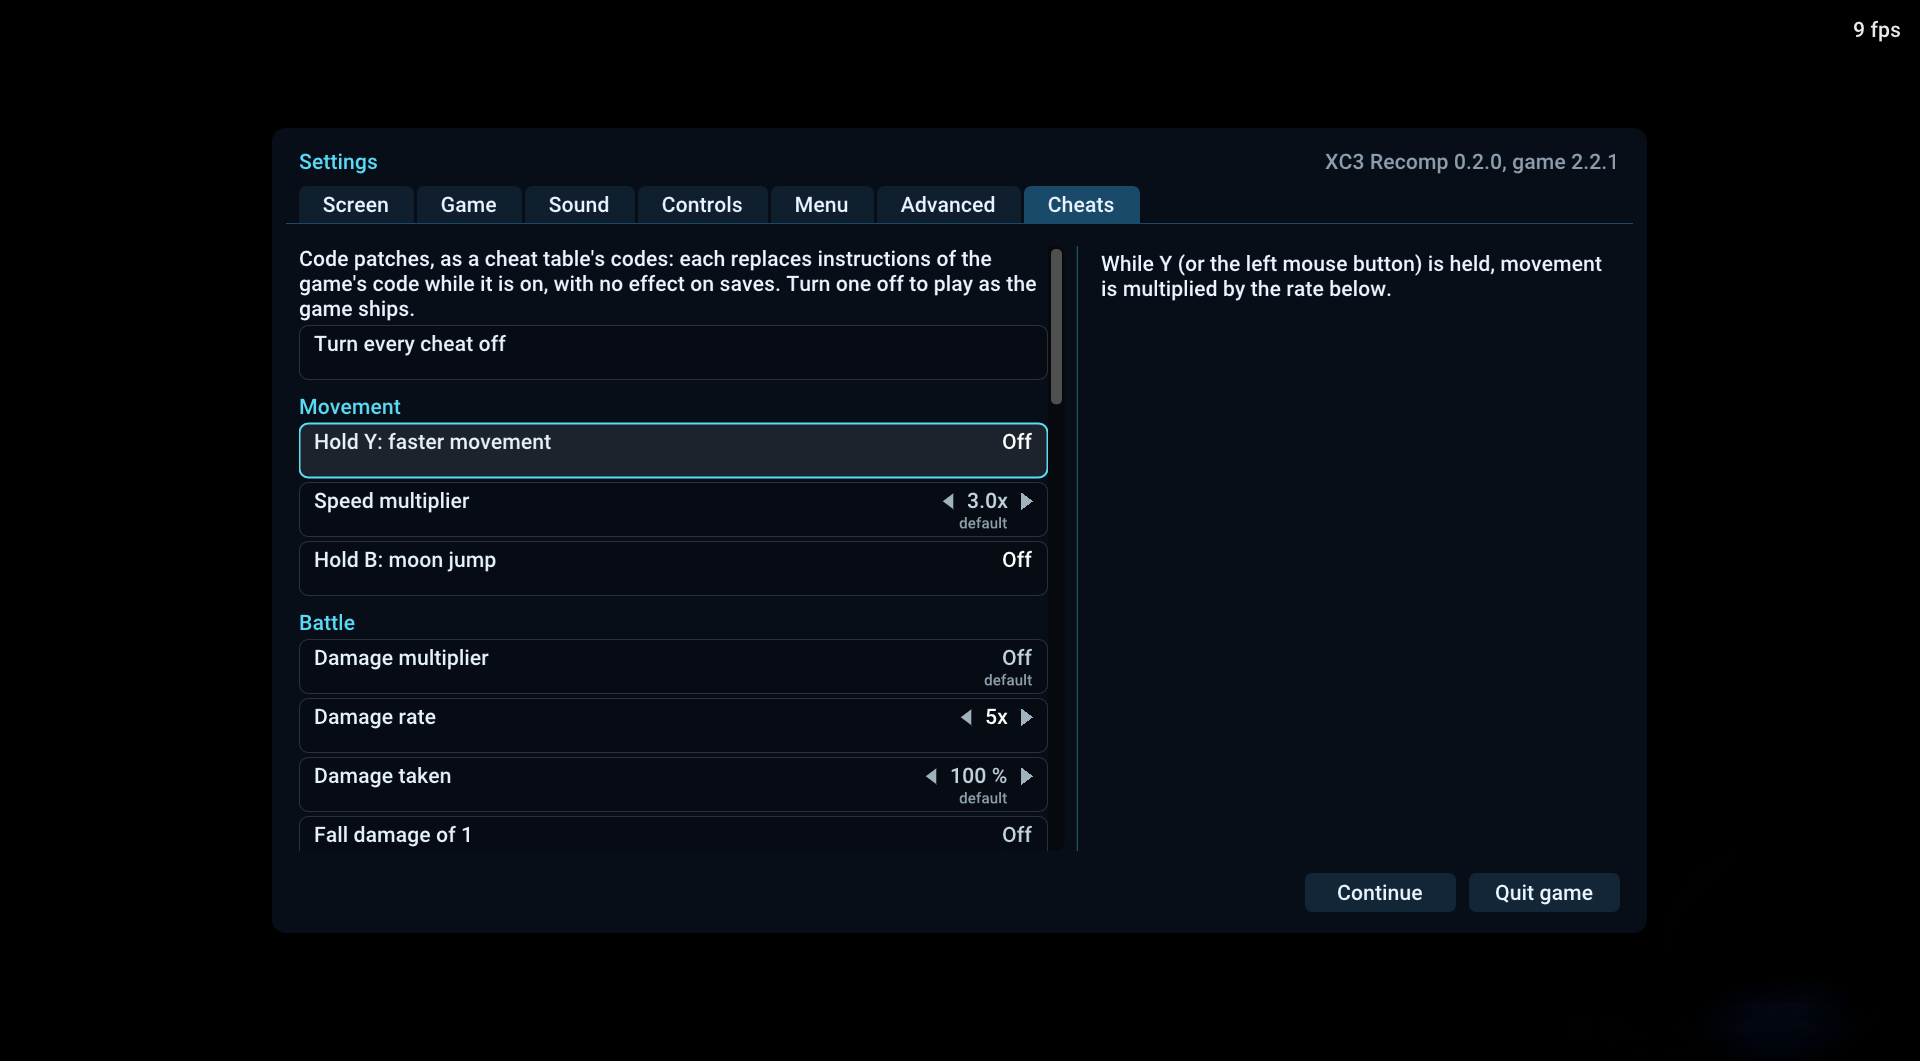 9 fps
Settings
XC3 Recomp 0.2.0, game 2.2.1
Screen
Game
Sound
Controls
Menu
Advanced
Cheats
Code patches, as a cheat table's codes: each replaces instructions of the
game's code while it is on, with no effect on saves. Turn one off to play as the
game ships.
Turn every cheat off
Movement
Hold Y: faster movement
Off
Speed multiplier
3.0x
default
Hold B: moon jump
Off
Battle
Damage multiplier
Off
default
Damage rate
5x
Damage taken
100 %
default
Fall damage of 1
Off
While Y (or the left mouse button) is held, movement
is multiplied by the rate below.
Continue
Quit game